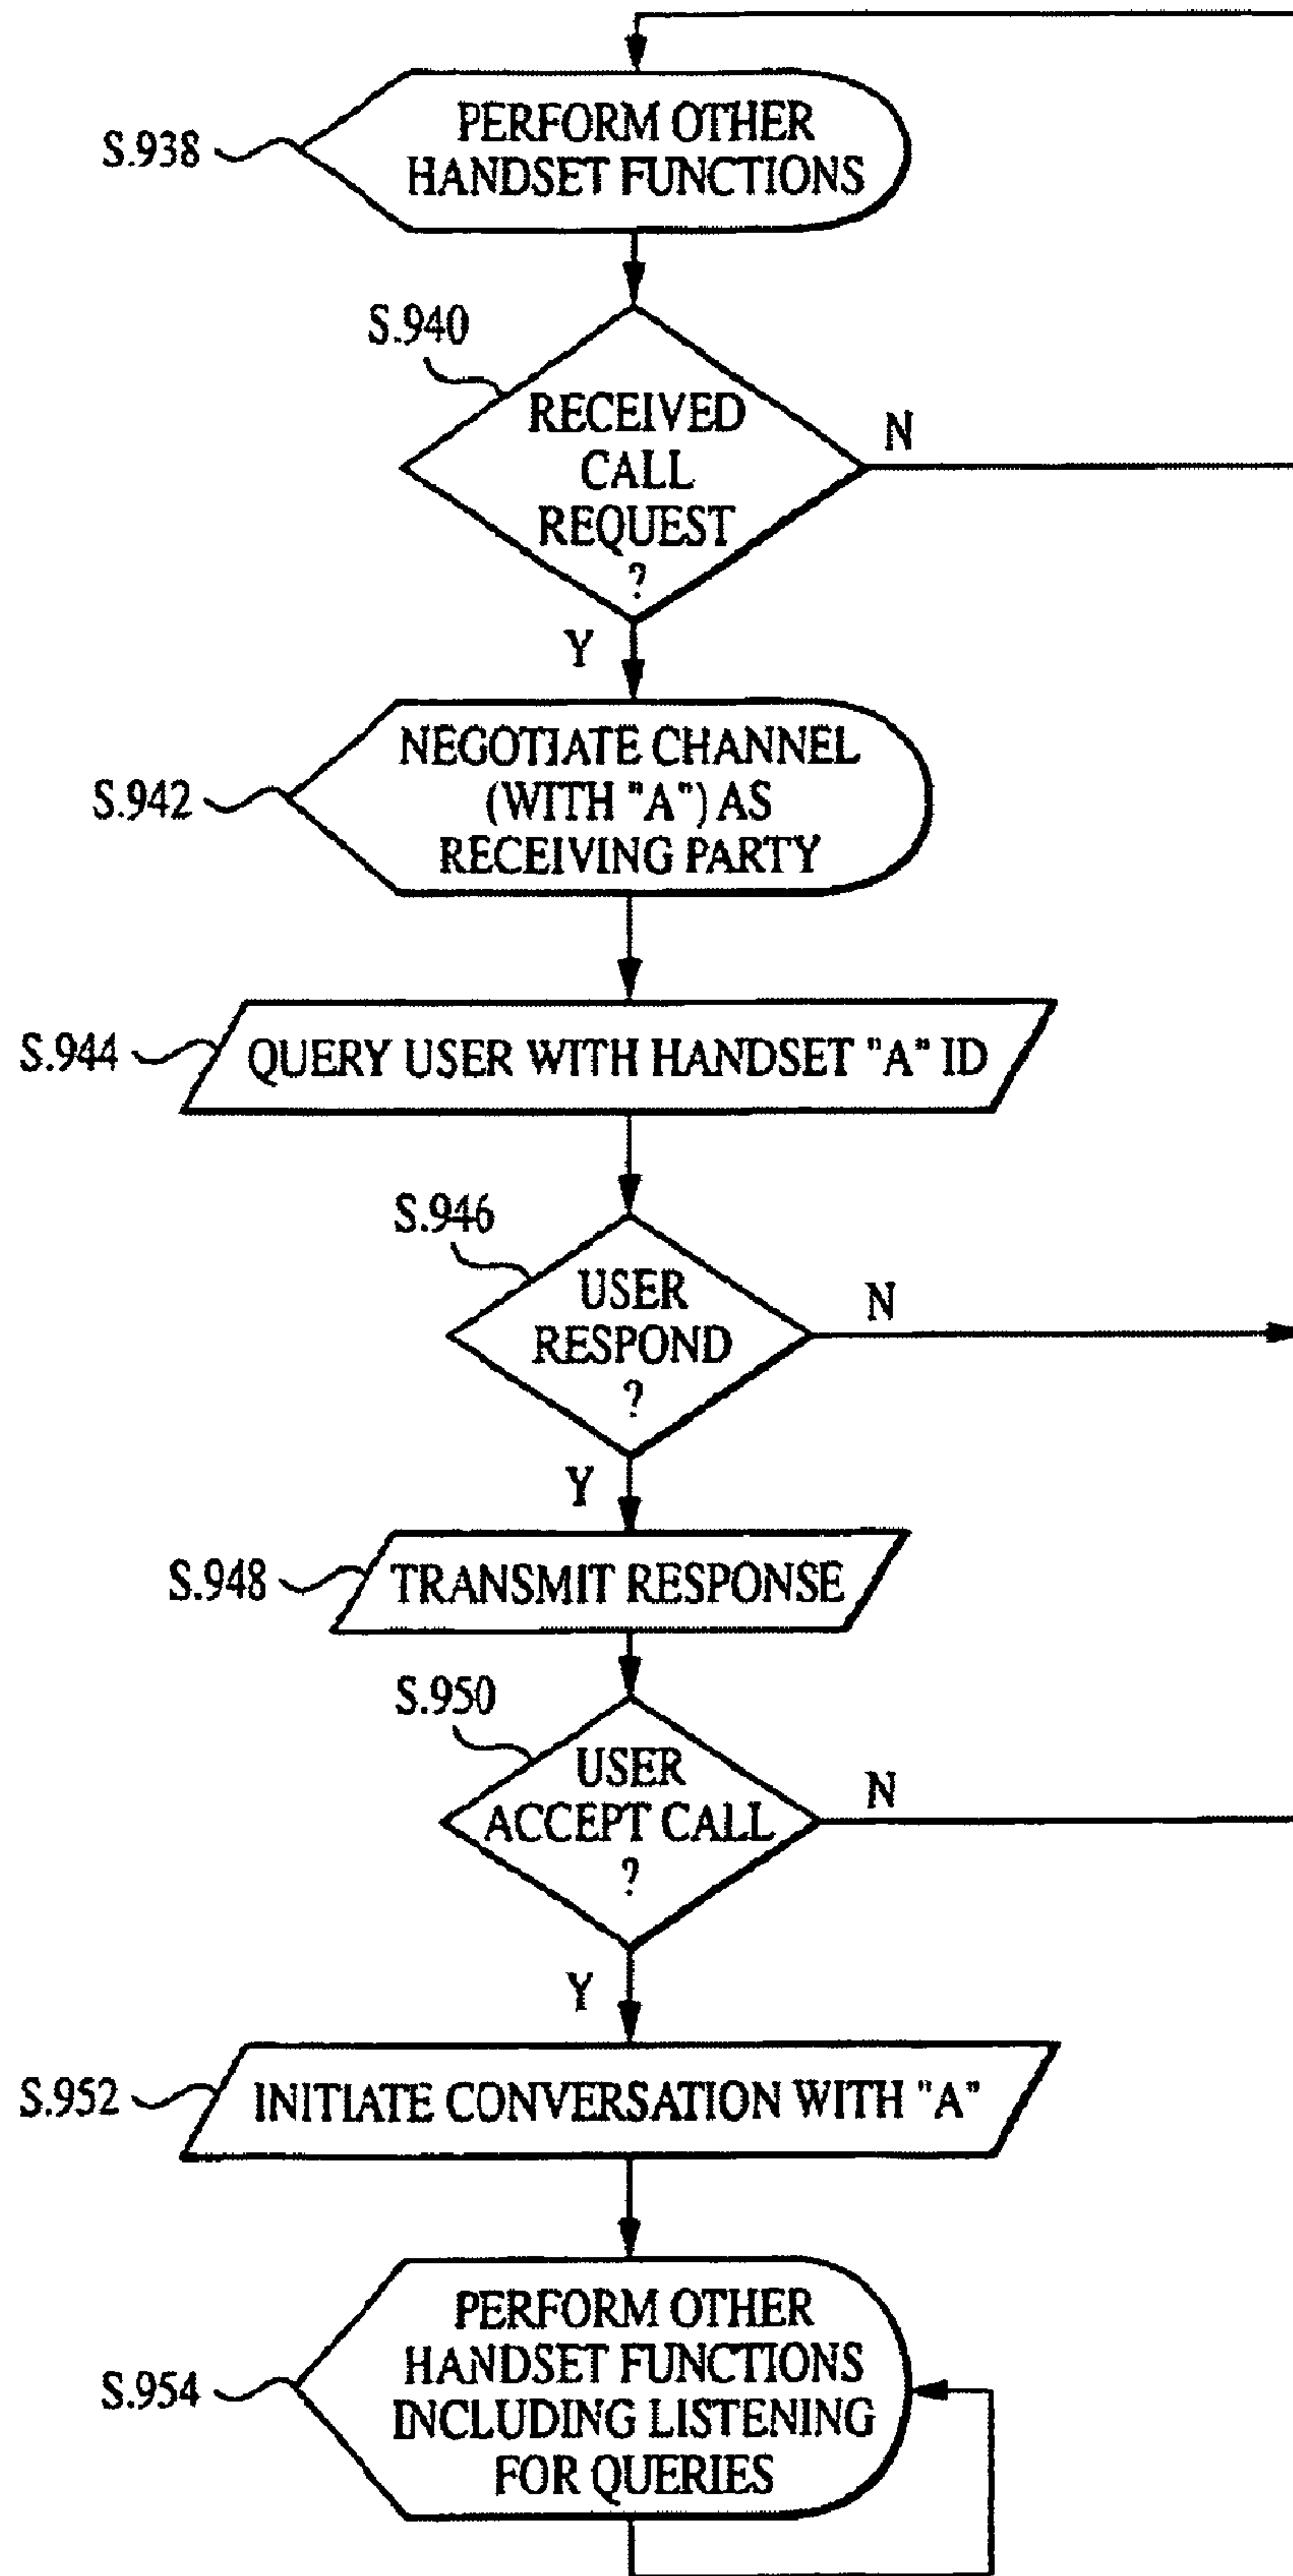 S.938
PERFORM OTHER
HANDSET FUNCTIONS
S.940
RECEIVED
CALL
REQUEST
?
N
Y
S.942
NEGOTIATE CHANNEL
(WITH "A") AS
RECEIVING PARTY
S.944
QUERY USER WITH HANDSET "A" ID
S.946
USER
RESPOND
?
N
Y
S.948
TRANSMIT RESPONSE
S.950
USER
ACCEPT CALL
?
N
Y
S.952
INITIATE CONVERSATION WITH "A"
S.954
PERFORM OTHER
HANDSET FUNCTIONS
INCLUDING LISTENING
FOR QUERIES